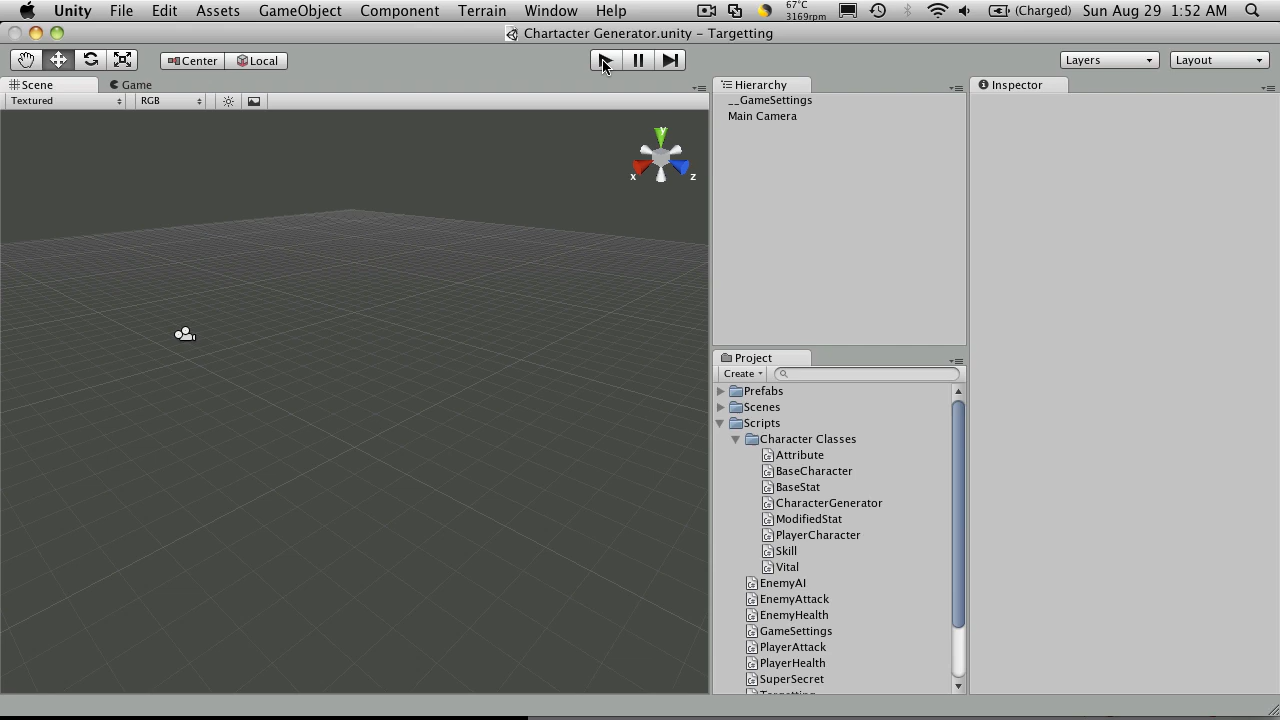 Unity File Edit Assets GameObject Component Terrain Window Help 67°C 3169rpm (Charged) Sun Aug 29 1:52 AM
Chartacter Generator.unity - Targetting
Center Local Layers Layout
Scene Game Hierarchy Inspector
Textured RGB
__GameSettings
Main Camera
y
x z
Project
Create
Prefabs
Scenes
Scripts
Character Classes
Attribute
BaseCharacter
BaseStat
CharacterGenerator
ModifiedStat
PlayerCharacter
Skill
Vital
EnemyAI
EnemyAttack
EnemyHealth
GameSettings
PlayerAttack
PlayerHealth
SuperSecret
Targetting